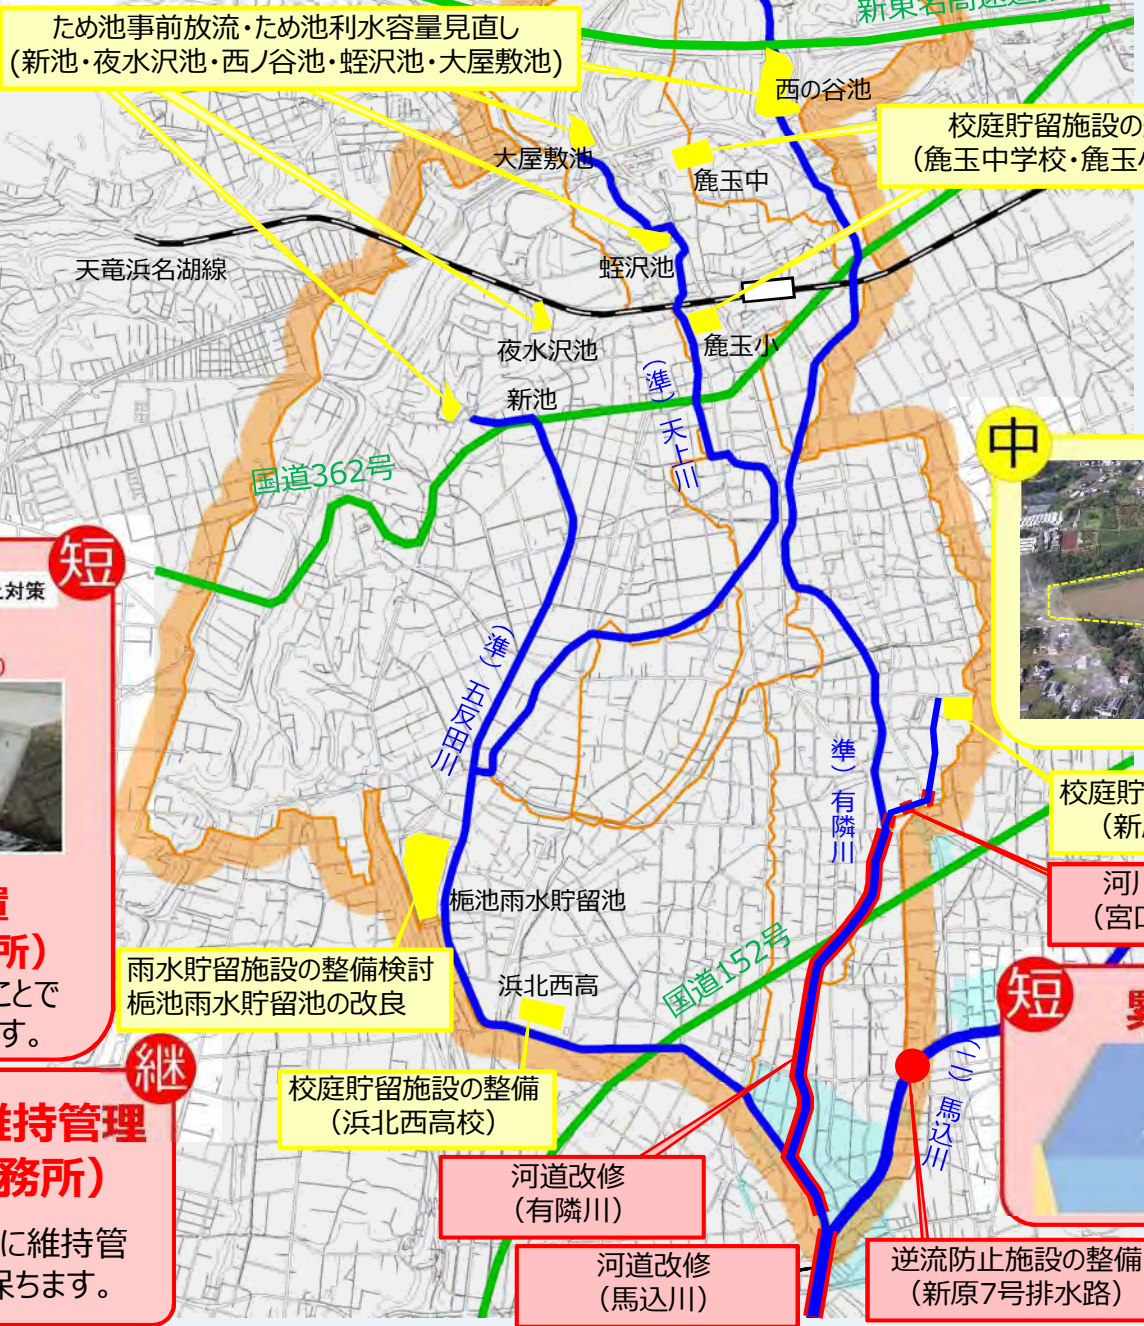 ため池事前放流・ため池利水容量見直し
(新池・夜水沢池・西ノ谷池・蛭沢池・大屋敷池)
新東名高速道路
西の谷池
校庭貯留施設の
(麁玉中学校・麁玉小
大屋敷池
麁玉中
天竜浜名湖線
蛭沢池
夜水沢池
麁玉小
新池
(準)天上川
国道362号
中
短
対策
(準)五反田川
準)有隣川
校庭貯
(新
河川
(宮口
置
所)
ことで
す。
梔池雨水貯留池
雨水貯留施設の整備検討
梔池雨水貯留池の改良
浜北西高
国道152号
短
継
維持管理
務所)
に維持管
保ちます。
校庭貯留施設の整備
(浜北西高校)
(二)馬込川
河道改修
(有隣川)
河道改修
(馬込川)
逆流防止施設の整備
(新原7号排水路)